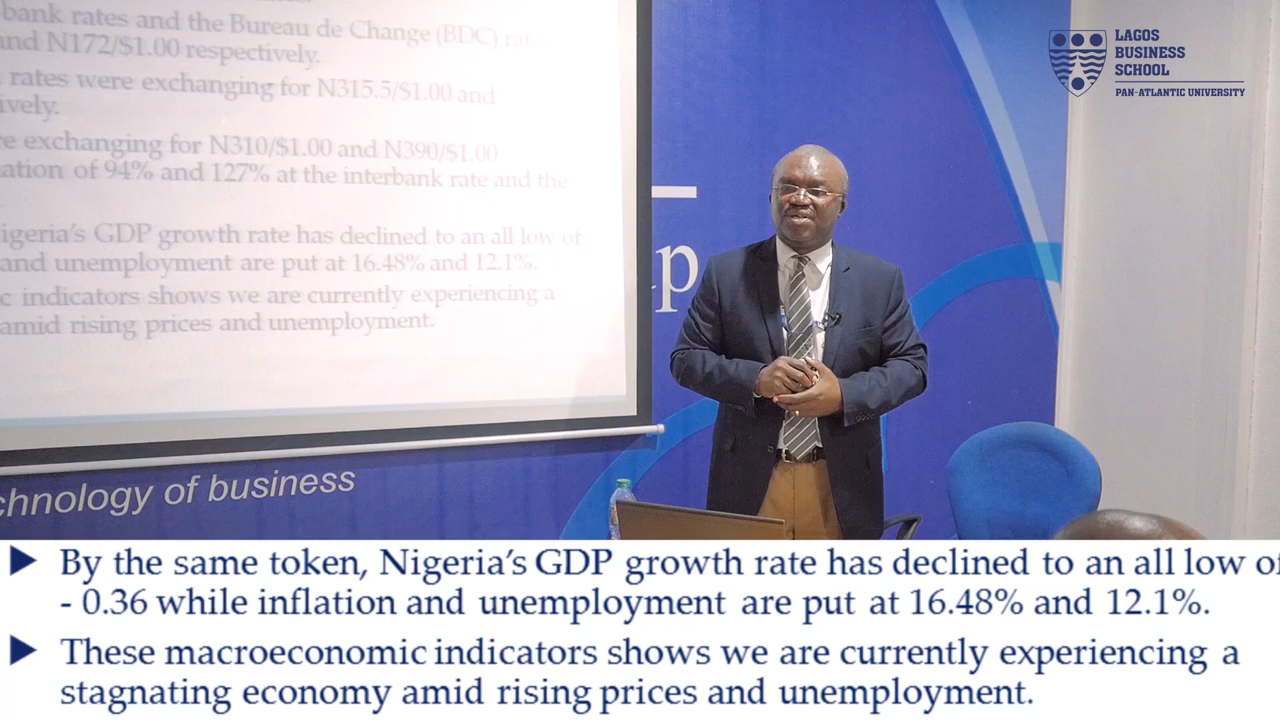 -bank rates and the Bureau de Change (BDC)
and N172/$1.00 respectively.
rates were exchanging for N315.5/$1.00 and
exchanging for N310/$1.00 and N390/$1.00
of 94% and 127% at the interbank rate and the
GDP growth rate has declined to an all low of
and unemployment are put at 16.48% and 12.1%.
indicators shows we are currently experiencing a
amid rising prices and unemployment.
LAGOS
BUSINESS
SCHOOL
PAN-ATLANTIC UNIVERSITY
p
chnology of business
▶ By the same token, Nigeria's GDP growth rate has declined to an all low of
- 0.36 while inflation and unemployment are put at 16.48% and 12.1%.
▶ These macroeconomic indicators shows we are currently experiencing a
stagnating economy amid rising prices and unemployment.